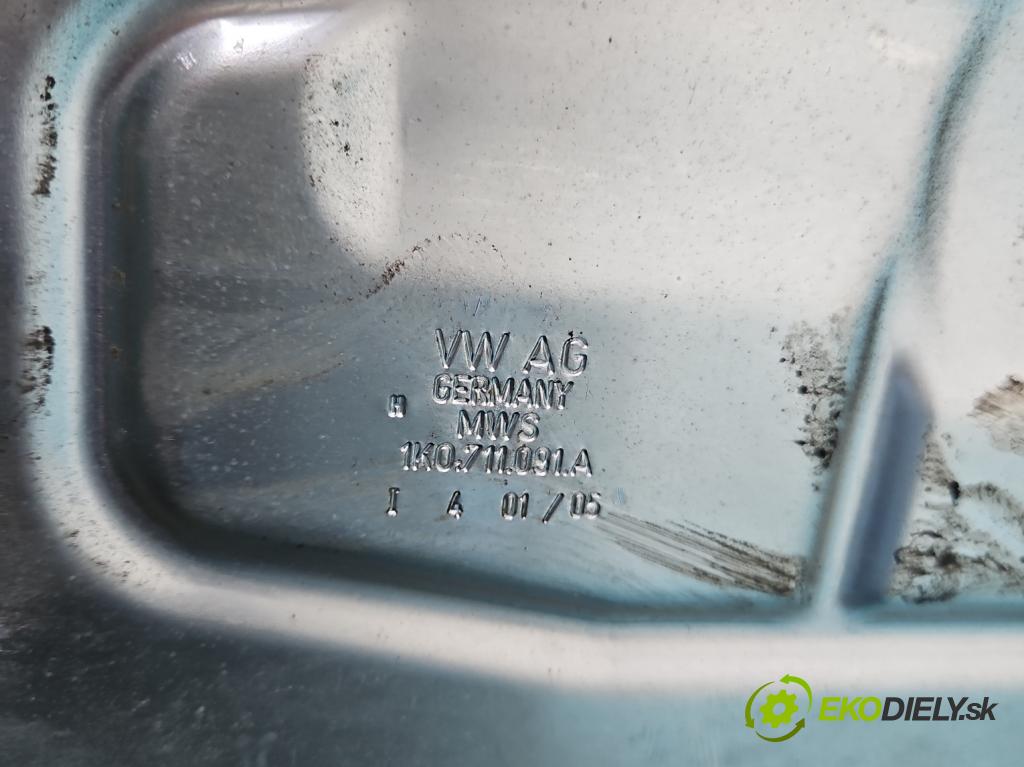 VW AG
GERMANY
H
MWS
1K0.711.091.A
I 4 01/05
EKODIELY.sk